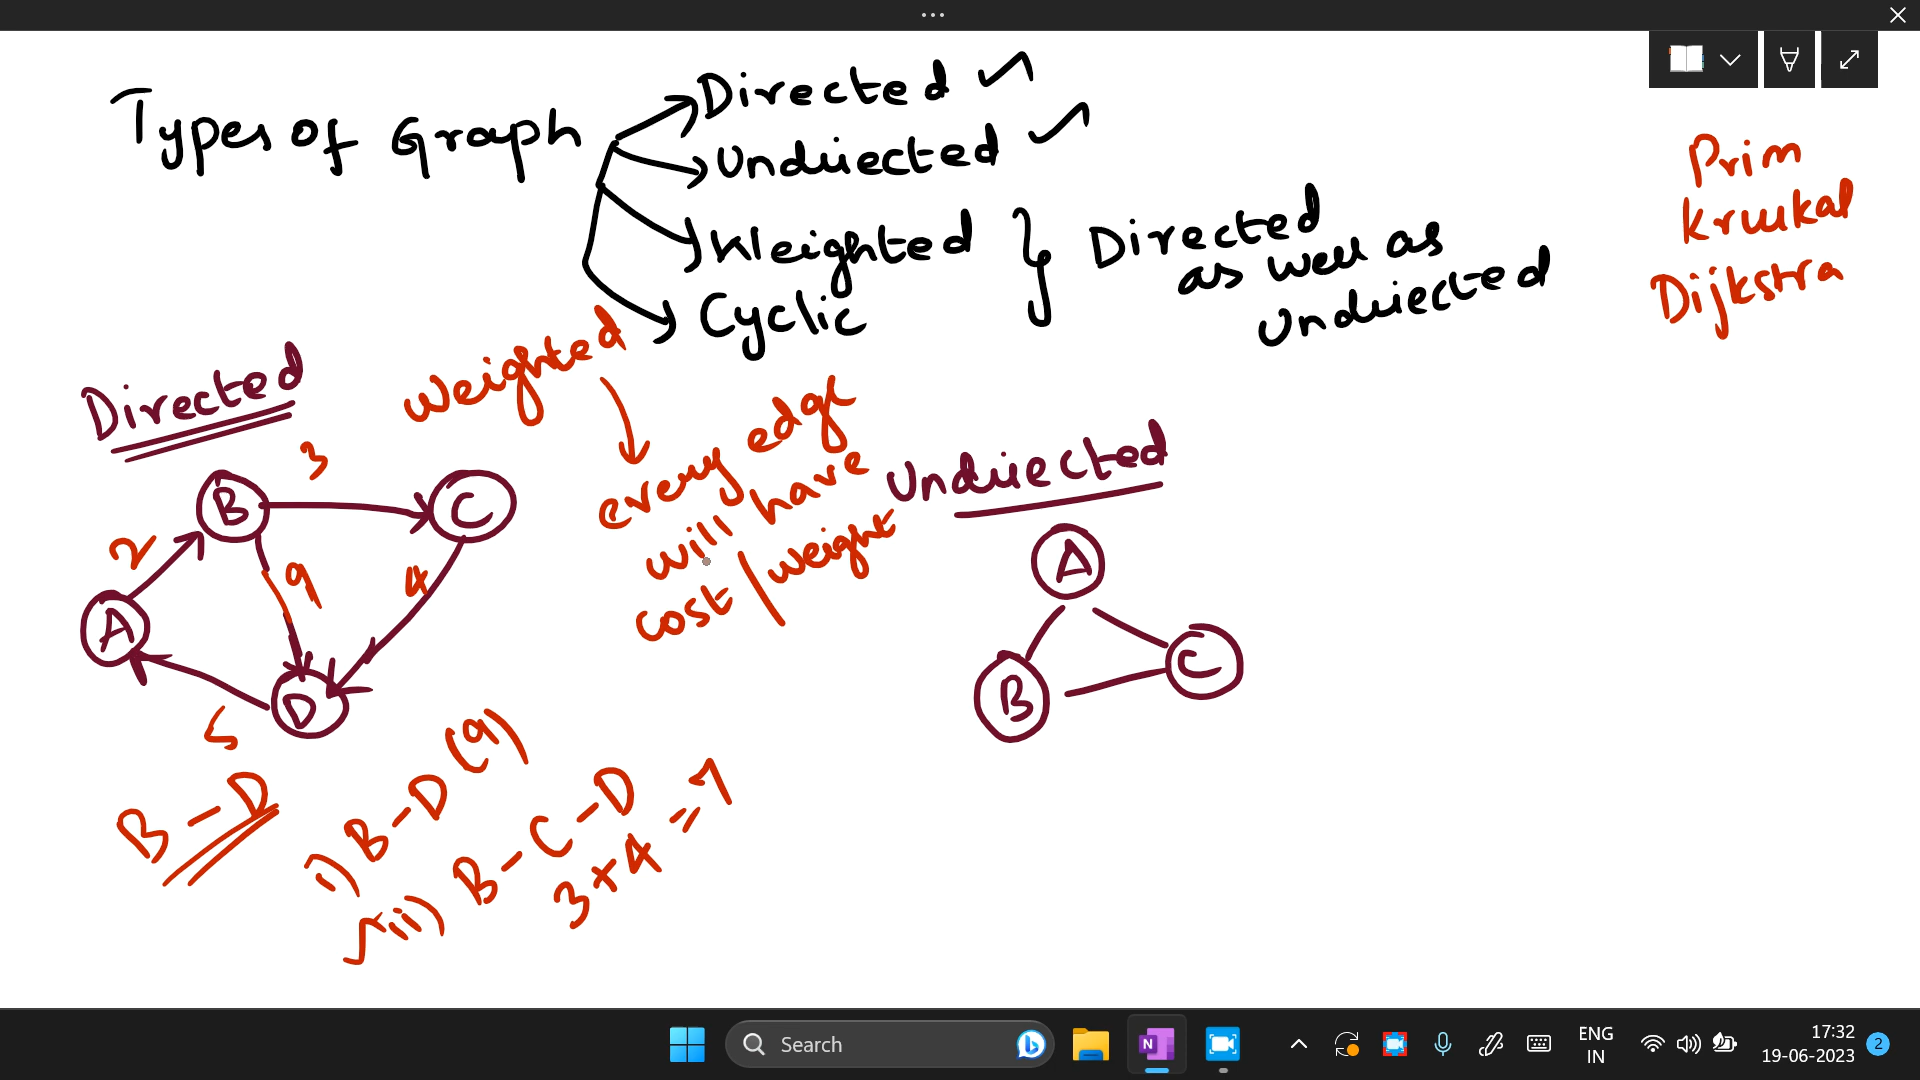 Types of Graph
Directed ✓
Undirected ✓
Weighted
Cyclic
} Directed
as well as
undirected
Prim
kruskal
Dijkstra
Directed
Weighted
every edge
will have
cost/weight
Undirected
B
3
C
2
9
4
A
D
5
A
B
C
B-D
i) B-D (9)
✓ii) B-C-D
3+4=7
Search
N
ENG
IN
17:32
19-06-2023
2